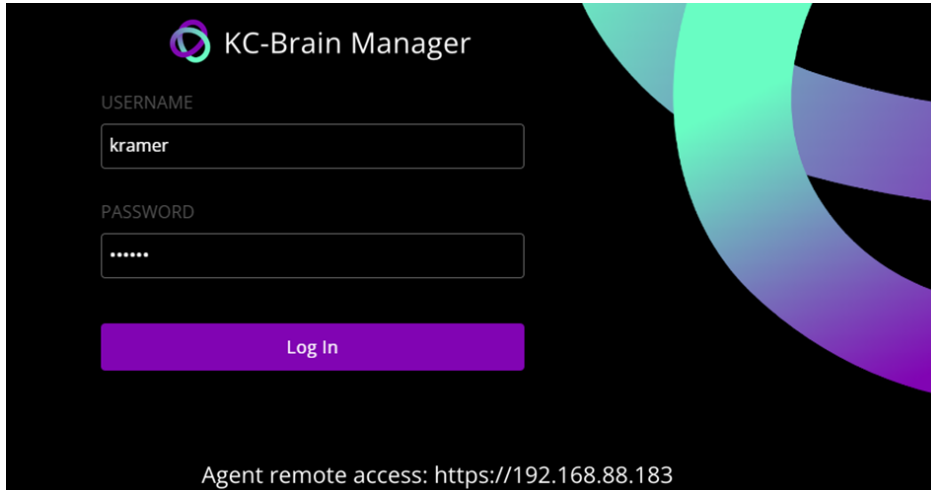 KC-Brain Manager
USERNAME
kramer
PASSWORD
••••••
Log In
Agent remote access: https://192.168.88.183